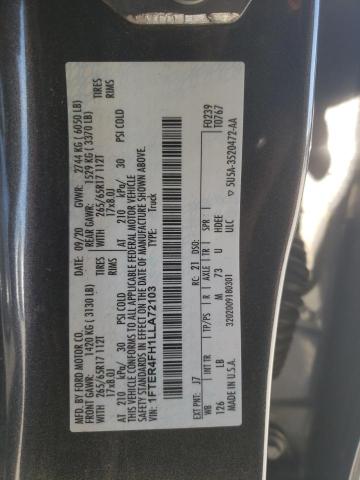 MFD. BY FORD MOTOR CO.
DATE: 09/20 GVWR: 2744 KG ( 6050 LB)
FRONT GAWR: 1420 KG ( 3130 LB) REAR GAWR: 1529 KG ( 3370 LB)
WITH 265/65R17 112T TIRES WITH 265/65R17 112T TIRES
17x8.0J RIMS 17x8.0J RIMS
AT 210 kPa/ 30 PSI COLD AT 210 kPa/ 30 PSI COLD
THIS VEHICLE CONFORMS TO ALL APPLICABLE FEDERAL MOTOR VEHICLE
SAFETY STANDARDS IN EFFECT ON THE DATE OF MANUFACTURE SHOWN ABOVE.
VIN: 1FTER4FH1LLA72103
TYPE: Truck
F0239
T0767
EXT PNT: J7 RC: 21 DSO:
WB INT TR TP/PS R AXLE TR SPR
126 LB M 73 U HDEE
ULC
3202009180301
MADE IN U.S.A. 5U5A-3520472-AA